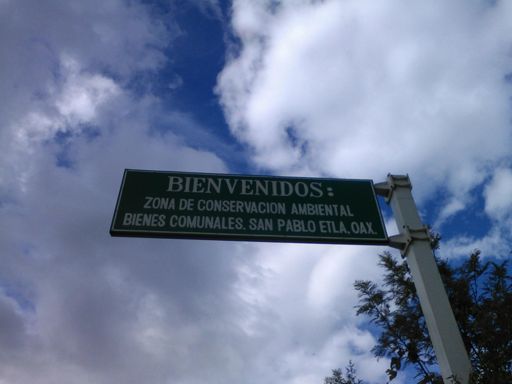 BIENVENIDOS:
ZONA DE CONSERVACION AMBIENTAL
BIENES COMUNALES. SAN PABLO ETLA, OAX.